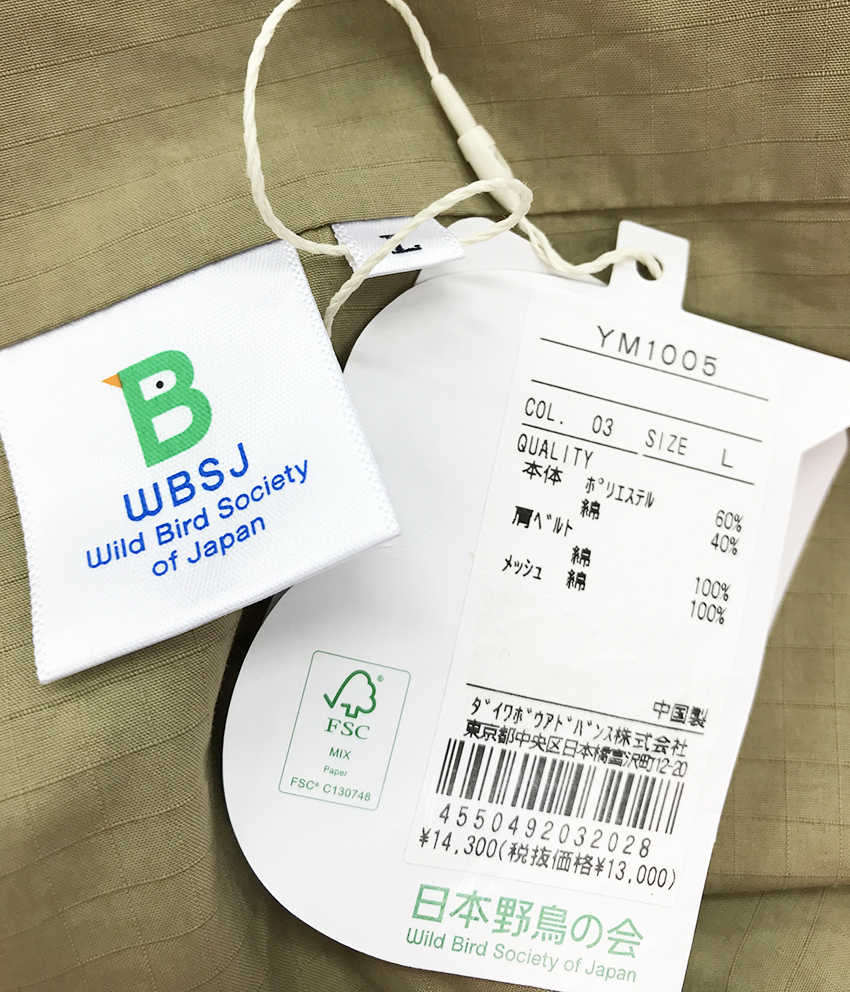 L
B
WBSJ
Wild Bird Society
of Japan
YM1005
COL. 03 SIZE L
QUALITY
本体 ポリエステル 60%
綿 40%
肩ベルト
綿 100%
メッシュ 綿 100%
中国製
ダイワボウアドバンス株式会社
東京都中央区日本橋富沢町12-20
4550492032028
¥14,300(税抜価格¥13,000)
FSC®
MIX
Paper
FSC® C130748
日本野鳥の会
Wild Bird Society of Japan